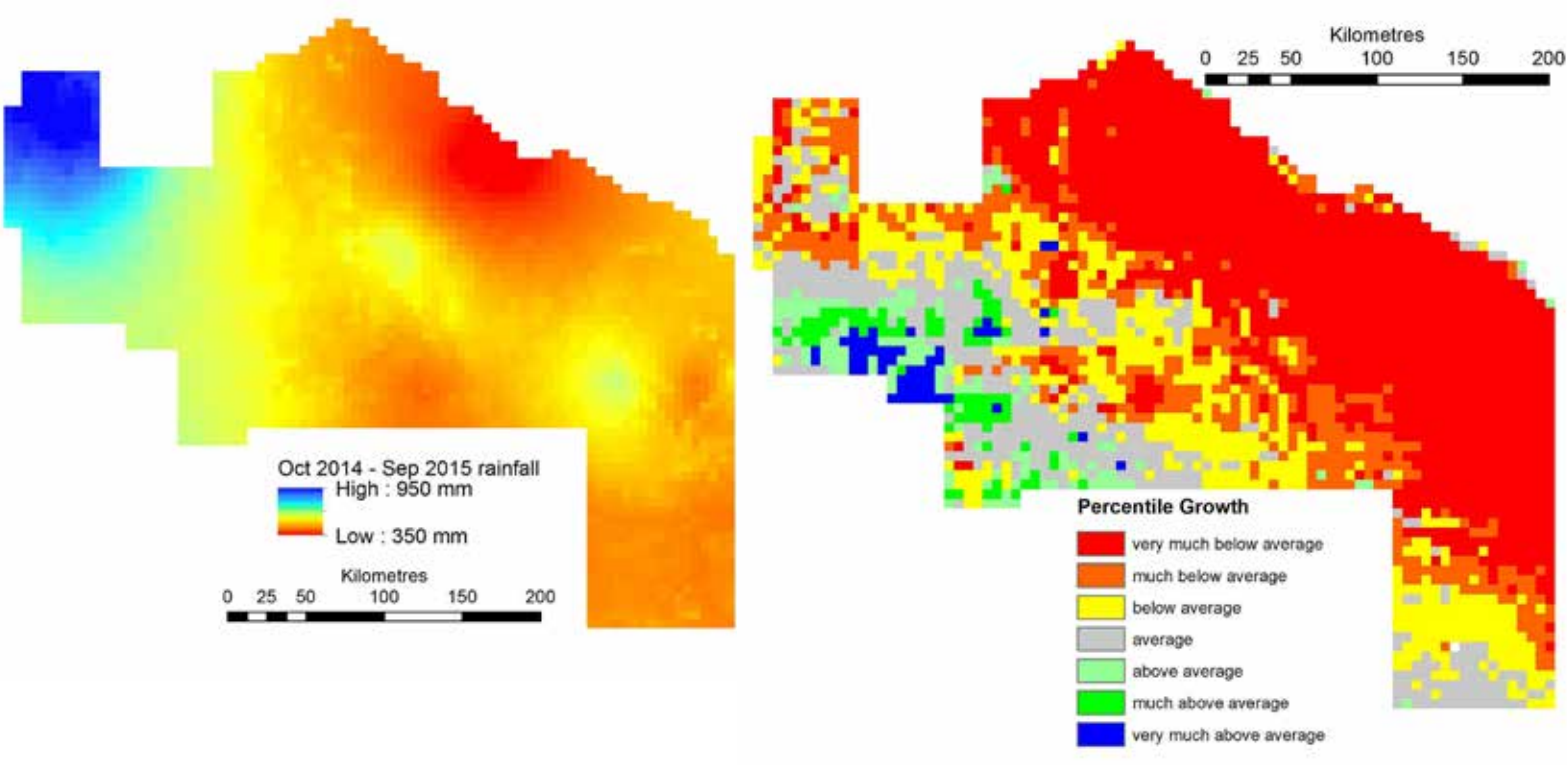 Oct 2014 - Sep 2015 rainfall
High : 950 mm
Low : 350 mm
Kilometres
0 25 50 100 150 200
Kilometres
0 25 50 100 150 200
Percentile Growth
very much below average
much below average
below average
average
above average
much above average
very much above average